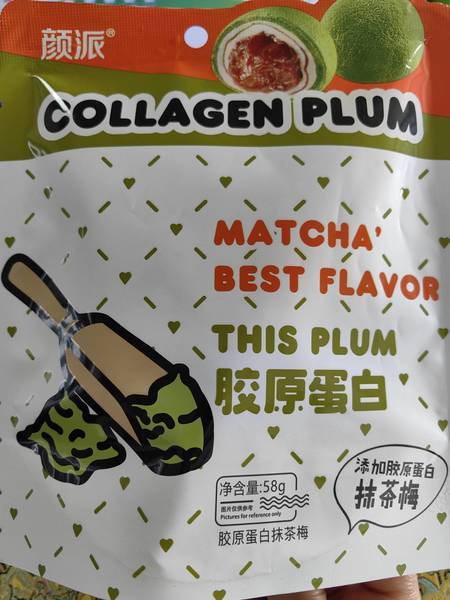 颜派®
COLLAGEN PLUM
MATCHA'
BEST FLAVOR
THIS PLUM
胶原蛋白
净含量:58g
图片仅供参考
Pictures for reference only
胶原蛋白抹茶梅
添加胶原蛋白
抹茶梅